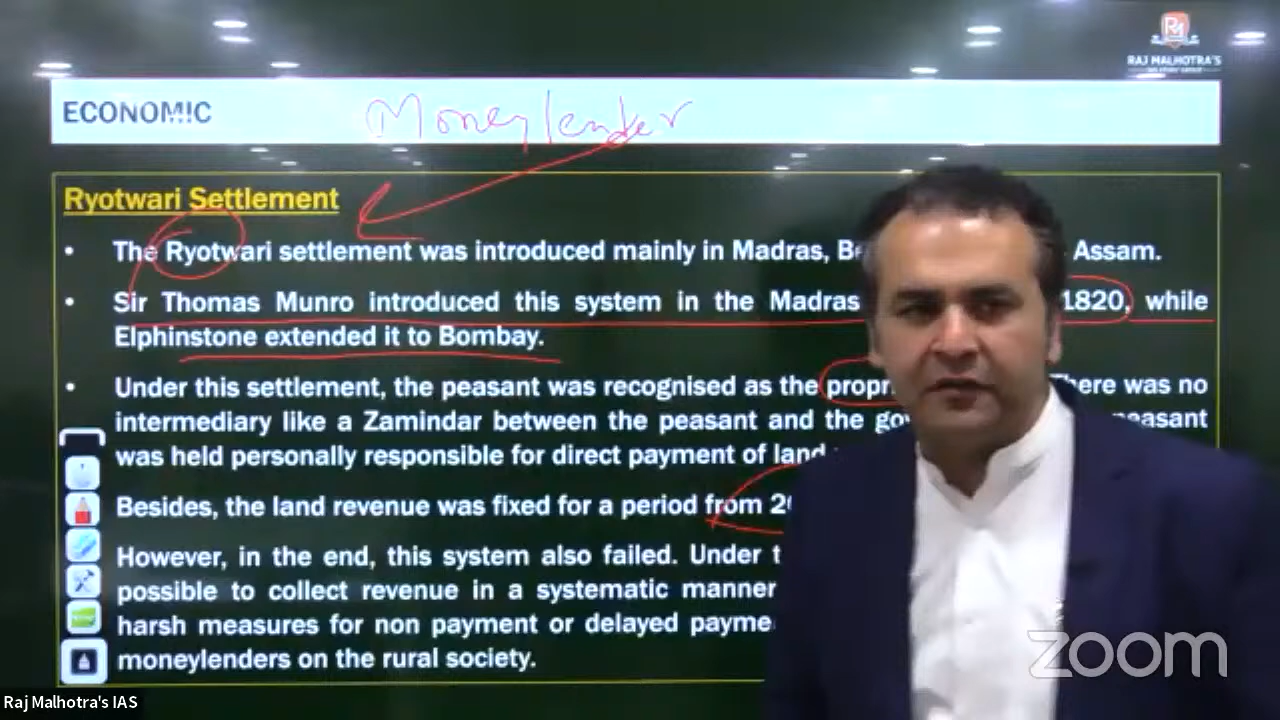 RAJ MALHOTRA'S
ECONOMIC
Moneylender
Ryotwari Settlement
• The Ryotwari settlement was introduced mainly in Madras, Assam.
• Sir Thomas Munro introduced this system in the Madras 1820, while
Elphinstone extended it to Bombay.
• Under this settlement, the peasant was recognised as the There was no
intermediary like a Zamindar between the peasant and the peasant
was held personally responsible for direct payment of land
• Besides, the land revenue was fixed for a period from
However, in the end, this system also failed. Under
possible to collect revenue in a systematic manner
harsh measures for non payment or delayed
moneylenders on the rural society.
zoom
Raj Malhotra's IAS